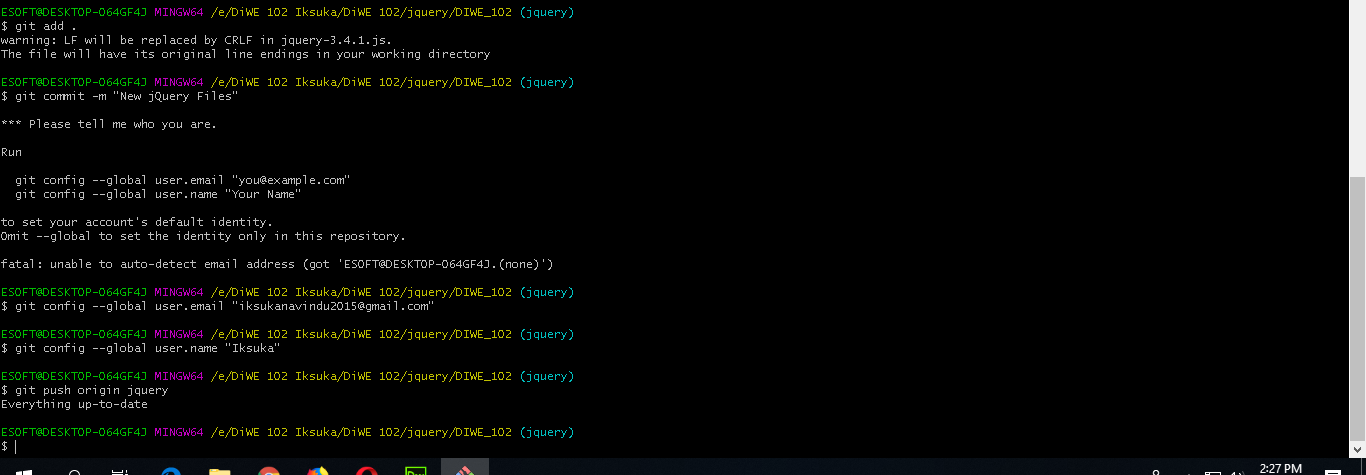 ESOFT@DESKTOP-O64GF4J MINGW64 /e/DiWE 102 Iksuka/DiWE 102/jquery/DIWE_102 (jquery)
$ git add .
warning: LF will be replaced by CRLF in jquery-3.4.1.js.
The file will have its original line endings in your working directory
ESOFT@DESKTOP-O64GF4J MINGW64 /e/DiWE 102 Iksuka/DiWE 102/jquery/DIWE_102 (jquery)
$ git commit -m "New jQuery Files"
*** Please tell me who you are.
Run
git config --global user.email "you@example.com"
git config --global user.name "Your Name"
to set your account's default identity.
Omit --global to set the identity only in this repository.
fatal: unable to auto-detect email address (got 'ESOFT@DESKTOP-O64GF4J.(none)')
ESOFT@DESKTOP-O64GF4J MINGW64 /e/DiWE 102 Iksuka/DiWE 102/jquery/DIWE_102 (jquery)
$ git config --global user.email "iksukanavindu2015@gmail.com"
ESOFT@DESKTOP-O64GF4J MINGW64 /e/DiWE 102 Iksuka/DiWE 102/jquery/DIWE_102 (jquery)
$ git config --global user.name "Iksuka"
ESOFT@DESKTOP-O64GF4J MINGW64 /e/DiWE 102 Iksuka/DiWE 102/jquery/DIWE_102 (jquery)
$ git push origin jquery
Everything up-to-date
ESOFT@DESKTOP-O64GF4J MINGW64 /e/DiWE 102 Iksuka/DiWE 102/jquery/DIWE_102 (jquery)
$
2:27 PM